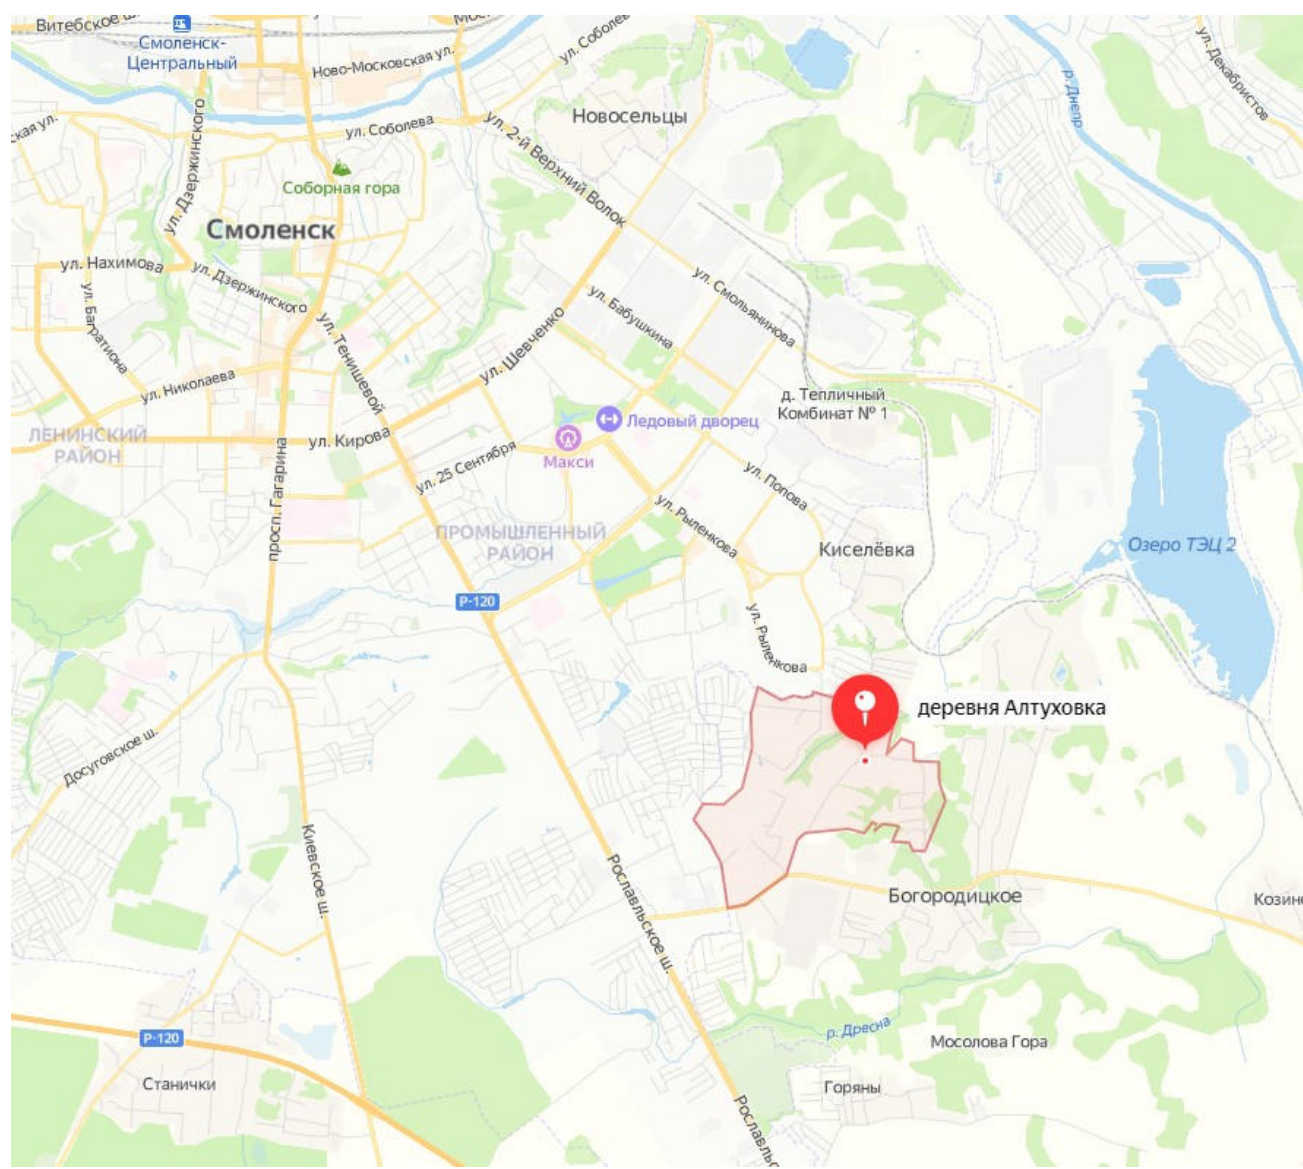 Витебское ш.
Смоленск-
Центральный
Ново-Московская ул.
ул. Соболева
Новосельцы
р. Днепр
ул. Декабристов
ул. Соболева
ул. 2-й Верхний Волок
ул. Дзержинского
Соборная гора
Смоленск
ул. Нахимова
ул. Дзержинского
ул. Багратиона
ул. Тенишевой
ул. Шевченко
ул. Бабушкина
ул. Смольянинова
ул. Николаева
д. Тепличный
Комбинат № 1
Ледовый дворец
ЛЕНИНСКИЙ
РАЙОН
ул. Кирова
Макси
ул. 25 Сентября
просп. Гагарина
ул. Попова
ул. Рыленкова
ПРОМЫШЛЕННЫЙ
РАЙОН
Киселёвка
Озеро ТЭЦ 2
Р-120
ул. Рыленкова
деревня Алтуховка
Досуговское ш.
Киевское ш.
Рославльское ш.
Богородицкое
Козин
р. Дресна
Р-120
Мосолова Гора
Станички
Горяны
Рославльс